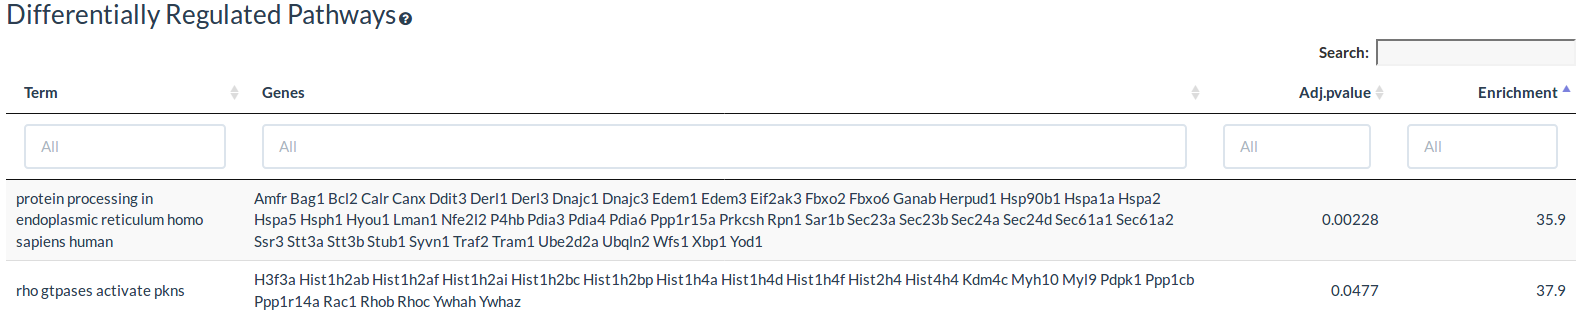 Differentially Regulated Pathways
Search:
Term Genes Adj.pvalue Enrichment
All All All All
protein processing in endoplasmic reticulum homo sapiens human
Amfr Bag1 Bcl2 Calr Canx Ddit3 Derl1 Derl3 Dnajc1 Dnajc3 Edem1 Edem3 Eif2ak3 Fbxo2 Fbxo6 Ganab Herpud1 Hsp90b1 Hspa1a Hspa2
Hspa5 Hsph1 Hyou1 Lman1 Nfe2l2 P4hb Pdia3 Pdia4 Pdia6 Ppp1r15a Prkcsh Rpn1 Sar1b Sec23a Sec23b Sec24a Sec24d Sec61a1 Sec61a2
Ssr3 Stt3a Stt3b Stub1 Syvn1 Traf2 Tram1 Ube2d2a Ubqln2 Wfs1 Xbp1 Yod1
0.00228
35.9
rho gtpases activate pkns
H3f3a Hist1h2ab Hist1h2af Hist1h2ai Hist1h2bc Hist1h2bp Hist1h4a Hist1h4d Hist1h4f Hist2h4 Hist4h4 Kdm4c Myh10 Myl9 Pdpk1 Ppp1cb
Ppp1r14a Rac1 Rhob Rhoc Ywhah Ywhaz
0.0477
37.9